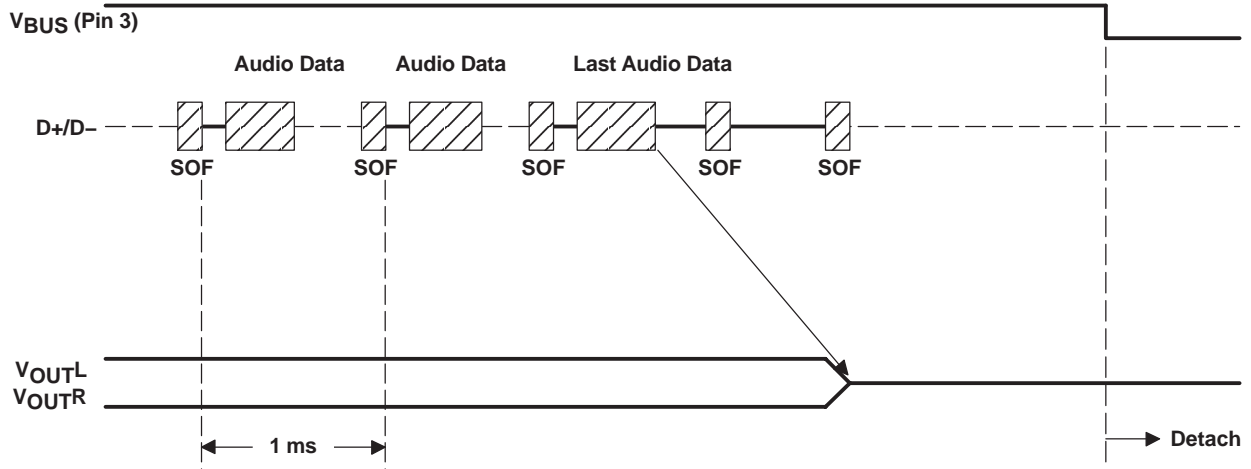 VBUS (Pin 3)
Audio Data Audio Data Last Audio Data
D+/D–
SOF SOF SOF SOF SOF
VOUTL
VOUTR
1 ms
Detach